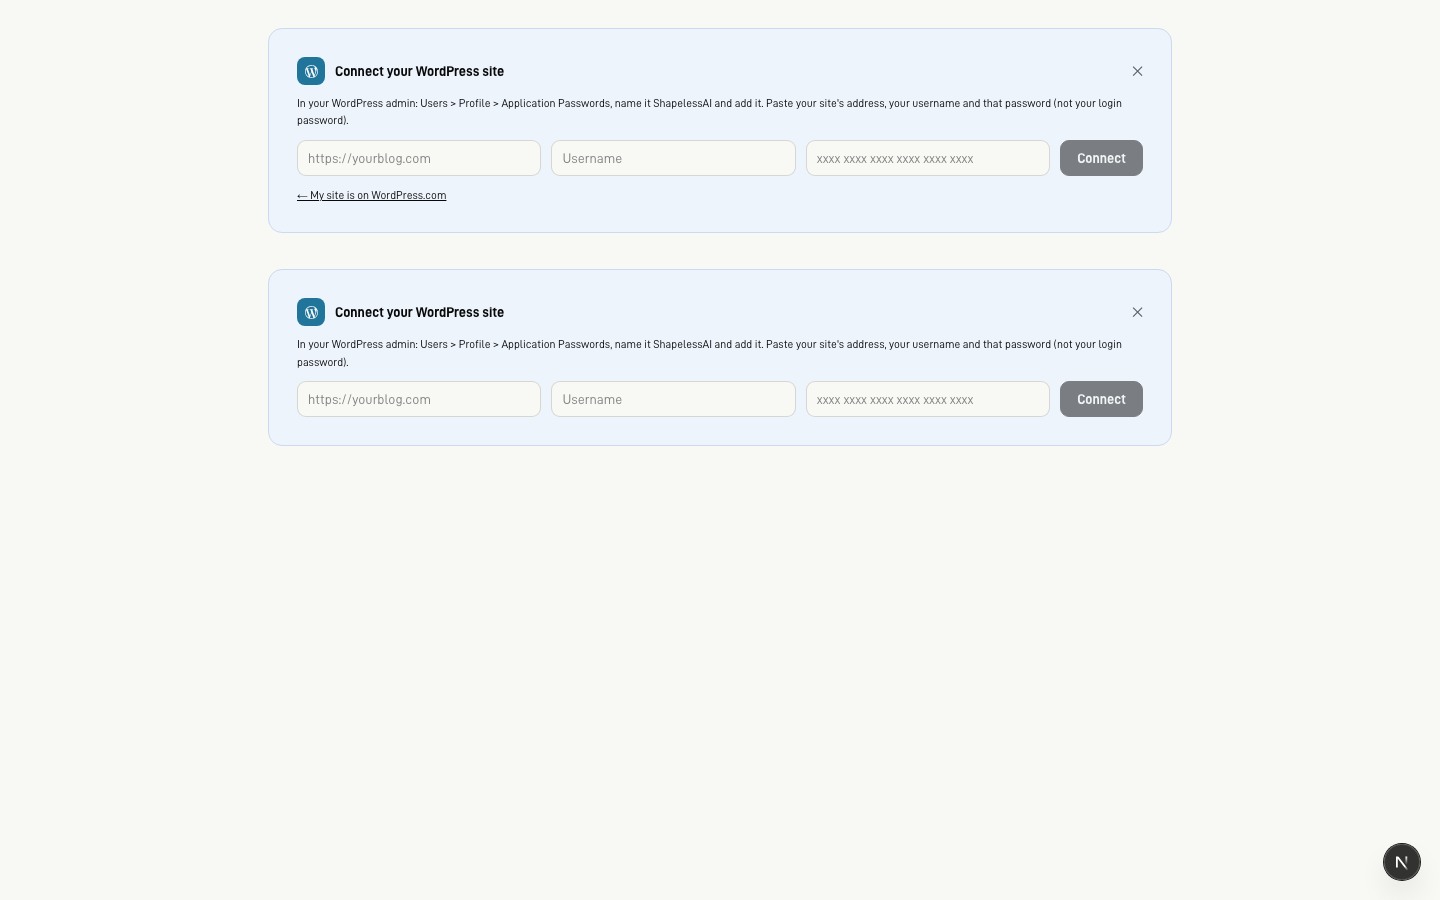 Connect your WordPress site
In your WordPress admin: Users > Profile > Application Passwords, name it ShapelessAI and add it. Paste your site's address, your username and that password (not your login
password).
https://yourblog.com
Username
xxxx xxxx xxxx xxxx xxxx xxxx
Connect
← My site is on WordPress.com
Connect your WordPress site
In your WordPress admin: Users > Profile > Application Passwords, name it ShapelessAI and add it. Paste your site's address, your username and that password (not your login
password).
https://yourblog.com
Username
xxxx xxxx xxxx xxxx xxxx xxxx
Connect